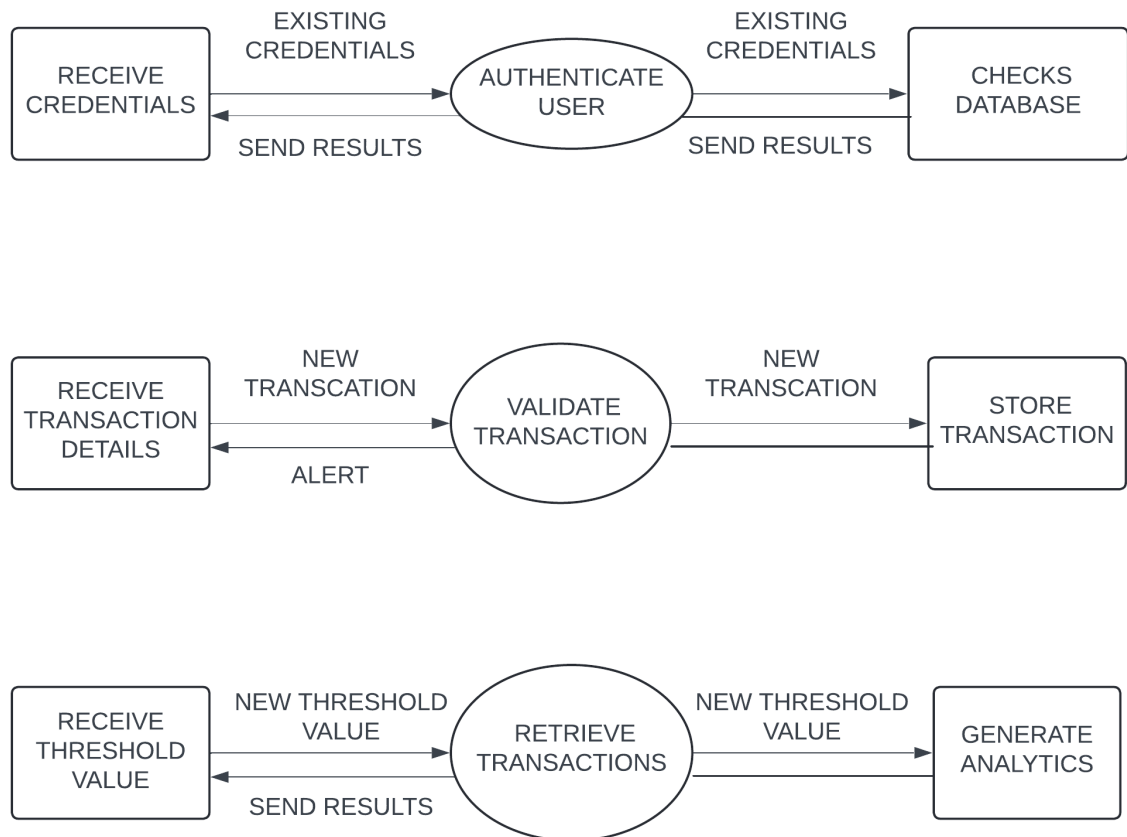 EXISTING
CREDENTIALS
EXISTING
CREDENTIALS
RECEIVE
CREDENTIALS
AUTHENTICATE
USER
CHECKS
DATABASE
SEND RESULTS
SEND RESULTS
NEW
TRANSCATION
NEW
TRANSCATION
RECEIVE
TRANSACTION
DETAILS
VALIDATE
TRANSACTION
STORE
TRANSACTION
ALERT
NEW THRESHOLD
VALUE
NEW THRESHOLD
VALUE
RECEIVE
THRESHOLD
VALUE
RETRIEVE
TRANSACTIONS
GENERATE
ANALYTICS
SEND RESULTS